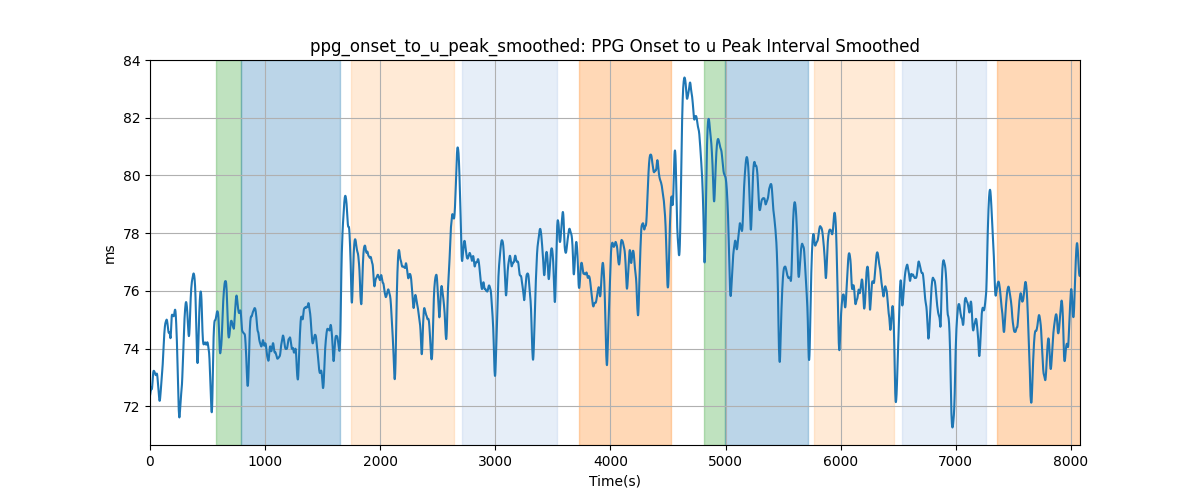 ppg_onset_to_u_peak_smoothed: PPG Onset to u Peak Interval Smoothed
84
82
80
78
76
74
72
ms
0 1000 2000 3000 4000 5000 6000 7000 8000
Time(s)